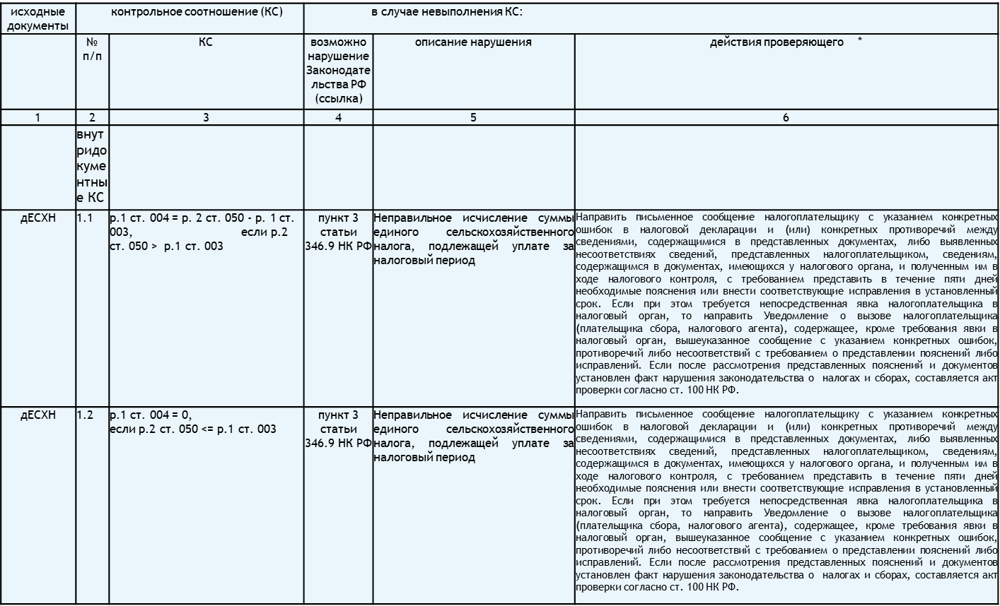 исходные документы
контрольное соотношение (КС)
в случае невыполнения КС:
№
п/п
КС
возможно
нарушение
Законодате
льства РФ
(ссылка)
описание нарушения
действия проверяющего *
1
2
3
4
5
6
внут
ридо
куме
нтны
е КС
дЕСХН
1.1
р.1 ст. 004 = р. 2 ст. 050 - р. 1 ст.
003, если р.2
ст. 050 > р.1 ст. 003
пункт 3
статьи
346.9 НК РФ
Неправильное исчисление суммы
единого сельскохозяйственного
налога, подлежащей уплате за
налоговый период
Направить письменное сообщение налогоплательщику с указанием конкретных
ошибок в налоговой декларации и (или) конкретных противоречий между
сведениями, содержащимися в представленных документах, либо выявленных
несоответствиях сведений, представленных налогоплательщиком, сведениям,
содержащимся в документах, имеющихся у налогового органа, и полученным им в
ходе налогового контроля, с требованием представить в течение пяти дней
необходимые пояснения или внести соответствующие исправления в установленный
срок. Если при этом требуется непосредственная явка налогоплательщика в
налоговый орган, то направить Уведомление о вызове налогоплательщика
(плательщика сбора, налогового агента), содержащее, кроме требования явки в
налоговый орган, вышеуказанное сообщение с указанием конкретных ошибок,
противоречий либо несоответствий с требованием о представлении пояснений либо
исправлений. Если после рассмотрения представленных пояснений и документов
установлен факт нарушения законодательства о налогах и сборах, составляется акт
проверки согласно ст. 100 НК РФ.
дЕСХН
1.2
р.1 ст. 004 = 0,
если р.2 ст. 050 <= р.1 ст. 003
пункт 3
статьи
346.9 НК РФ
Неправильное исчисление суммы
единого сельскохозяйственного
налога, подлежащей уплате за
налоговый период
Направить письменное сообщение налогоплательщику с указанием конкретных
ошибок в налоговой декларации и (или) конкретных противоречий между
сведениями, содержащимися в представленных документах, либо выявленных
несоответствиях сведений, представленных налогоплательщиком, сведениям,
содержащимся в документах, имеющихся у налогового органа, и полученным им в
ходе налогового контроля, с требованием представить в течение пяти дней
необходимые пояснения или внести соответствующие исправления в установленный
срок. Если при этом требуется непосредственная явка налогоплательщика в
налоговый орган, то направить Уведомление о вызове налогоплательщика
(плательщика сбора, налогового агента), содержащее, кроме требования явки в
налоговый орган, вышеуказанное сообщение с указанием конкретных ошибок,
противоречий либо несоответствий с требованием о представлении пояснений либо
исправлений. Если после рассмотрения представленных пояснений и документов
установлен факт нарушения законодательства о налогах и сборах, составляется акт
проверки согласно ст. 100 НК РФ.